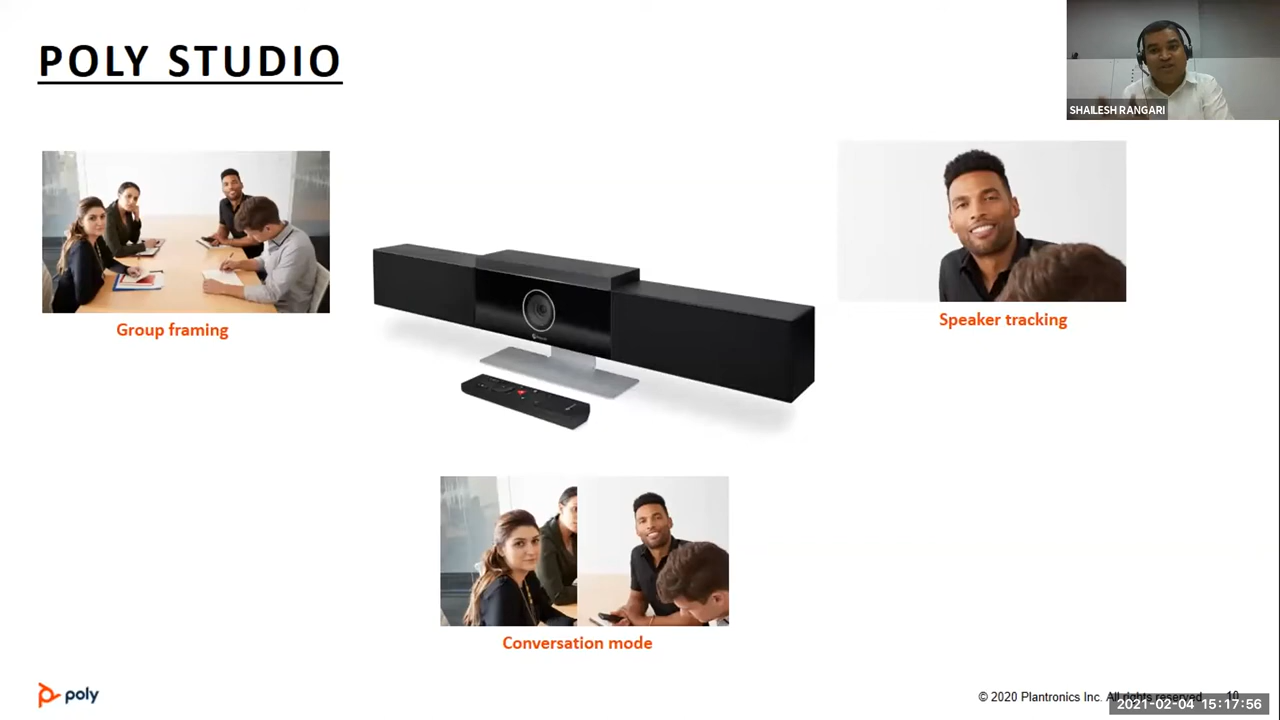 POLY STUDIO
SHAILESH RANGARI
Group framing
Speaker tracking
Conversation mode
poly
© 2020 Plantronics Inc. All rights reserved
2021-02-04 15:17:56